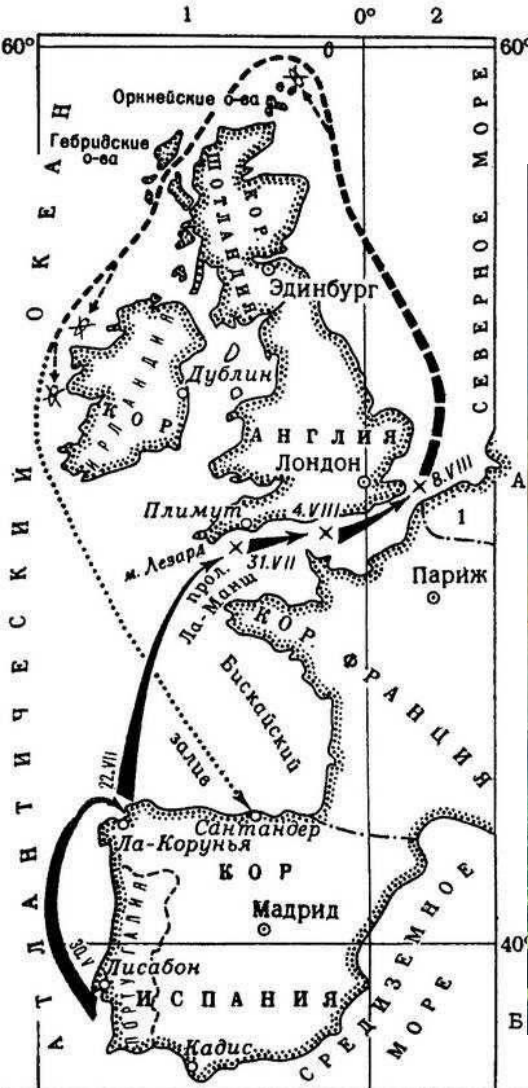 1
0°
2
60°
60°
Оркнейские о-ва
Гебридские
о-ва
СЕВЕРНОЕ МОРЕ
АТЛАНТИЧЕСКИЙ ОКЕАН
КОР
ШОТЛАНДИЯ
Эдинбург
КОР
ИРЛАНДИЯ
Дублин
АНГЛИЯ
Лондон
Плимут
м. Лезард
31.VII
4.VIII
8.VIII
А
1
прол.
Ла-Манш
Париж
КОР
ФРАНЦИЯ
Бискайский
залив
22.VII
Сантандер
Ла-Корунья
КОР
ИСПАНИЯ
Мадрид
ПОРТУГАЛИЯ
30.V
Лисабон
40°
СРЕДИЗЕМНОЕ
МОРЕ
Кадис
Б